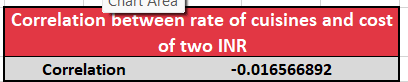 Chart Area
Correlation between rate of cuisines and cost
of two INR
Correlation -0.016566892